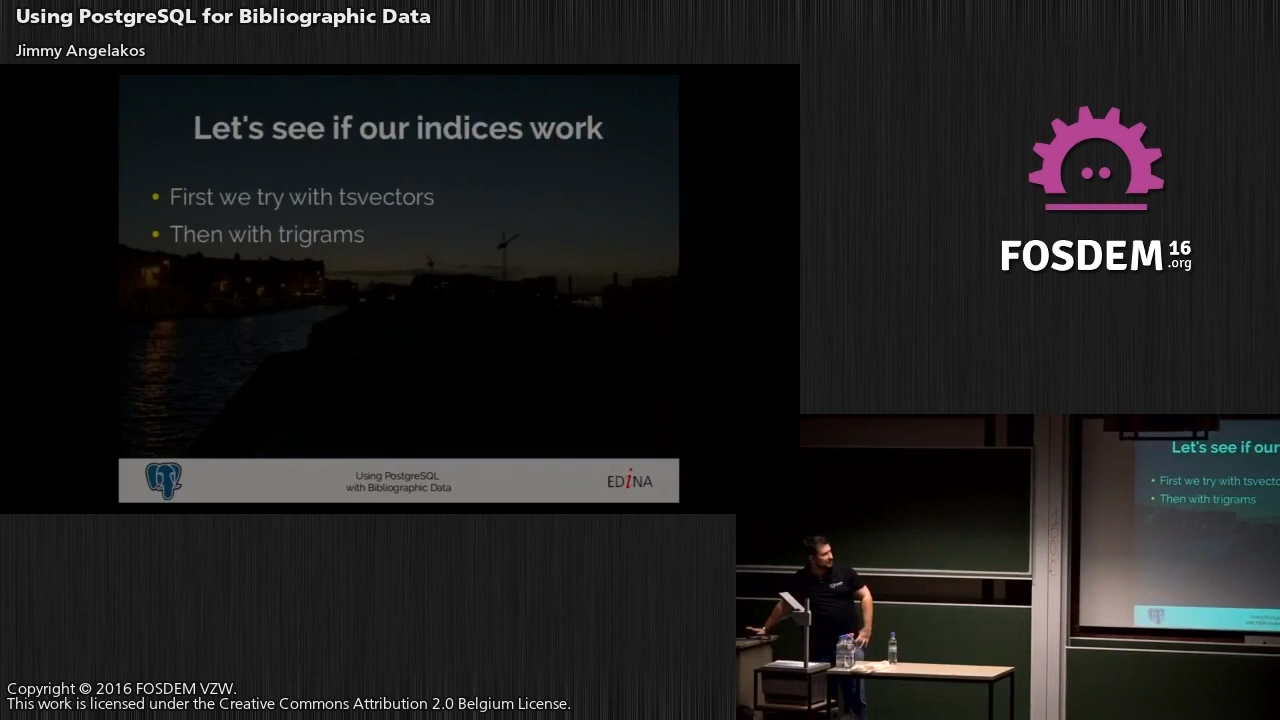 Using PostgreSQL for Bibliographic Data
Jimmy Angelakos
Let's see if our indices work
• First we try with tsvectors
• Then with trigrams
Using PostgreSQL
with Bibliographic Data
EDiNA
FOSDEM 16
.org
Let's see if our
• First we try with tsvecto
• Then with trigrams
Copyright © 2016 FOSDEM VZW.
This work is licensed under the Creative Commons Attribution 2.0 Belgium License.